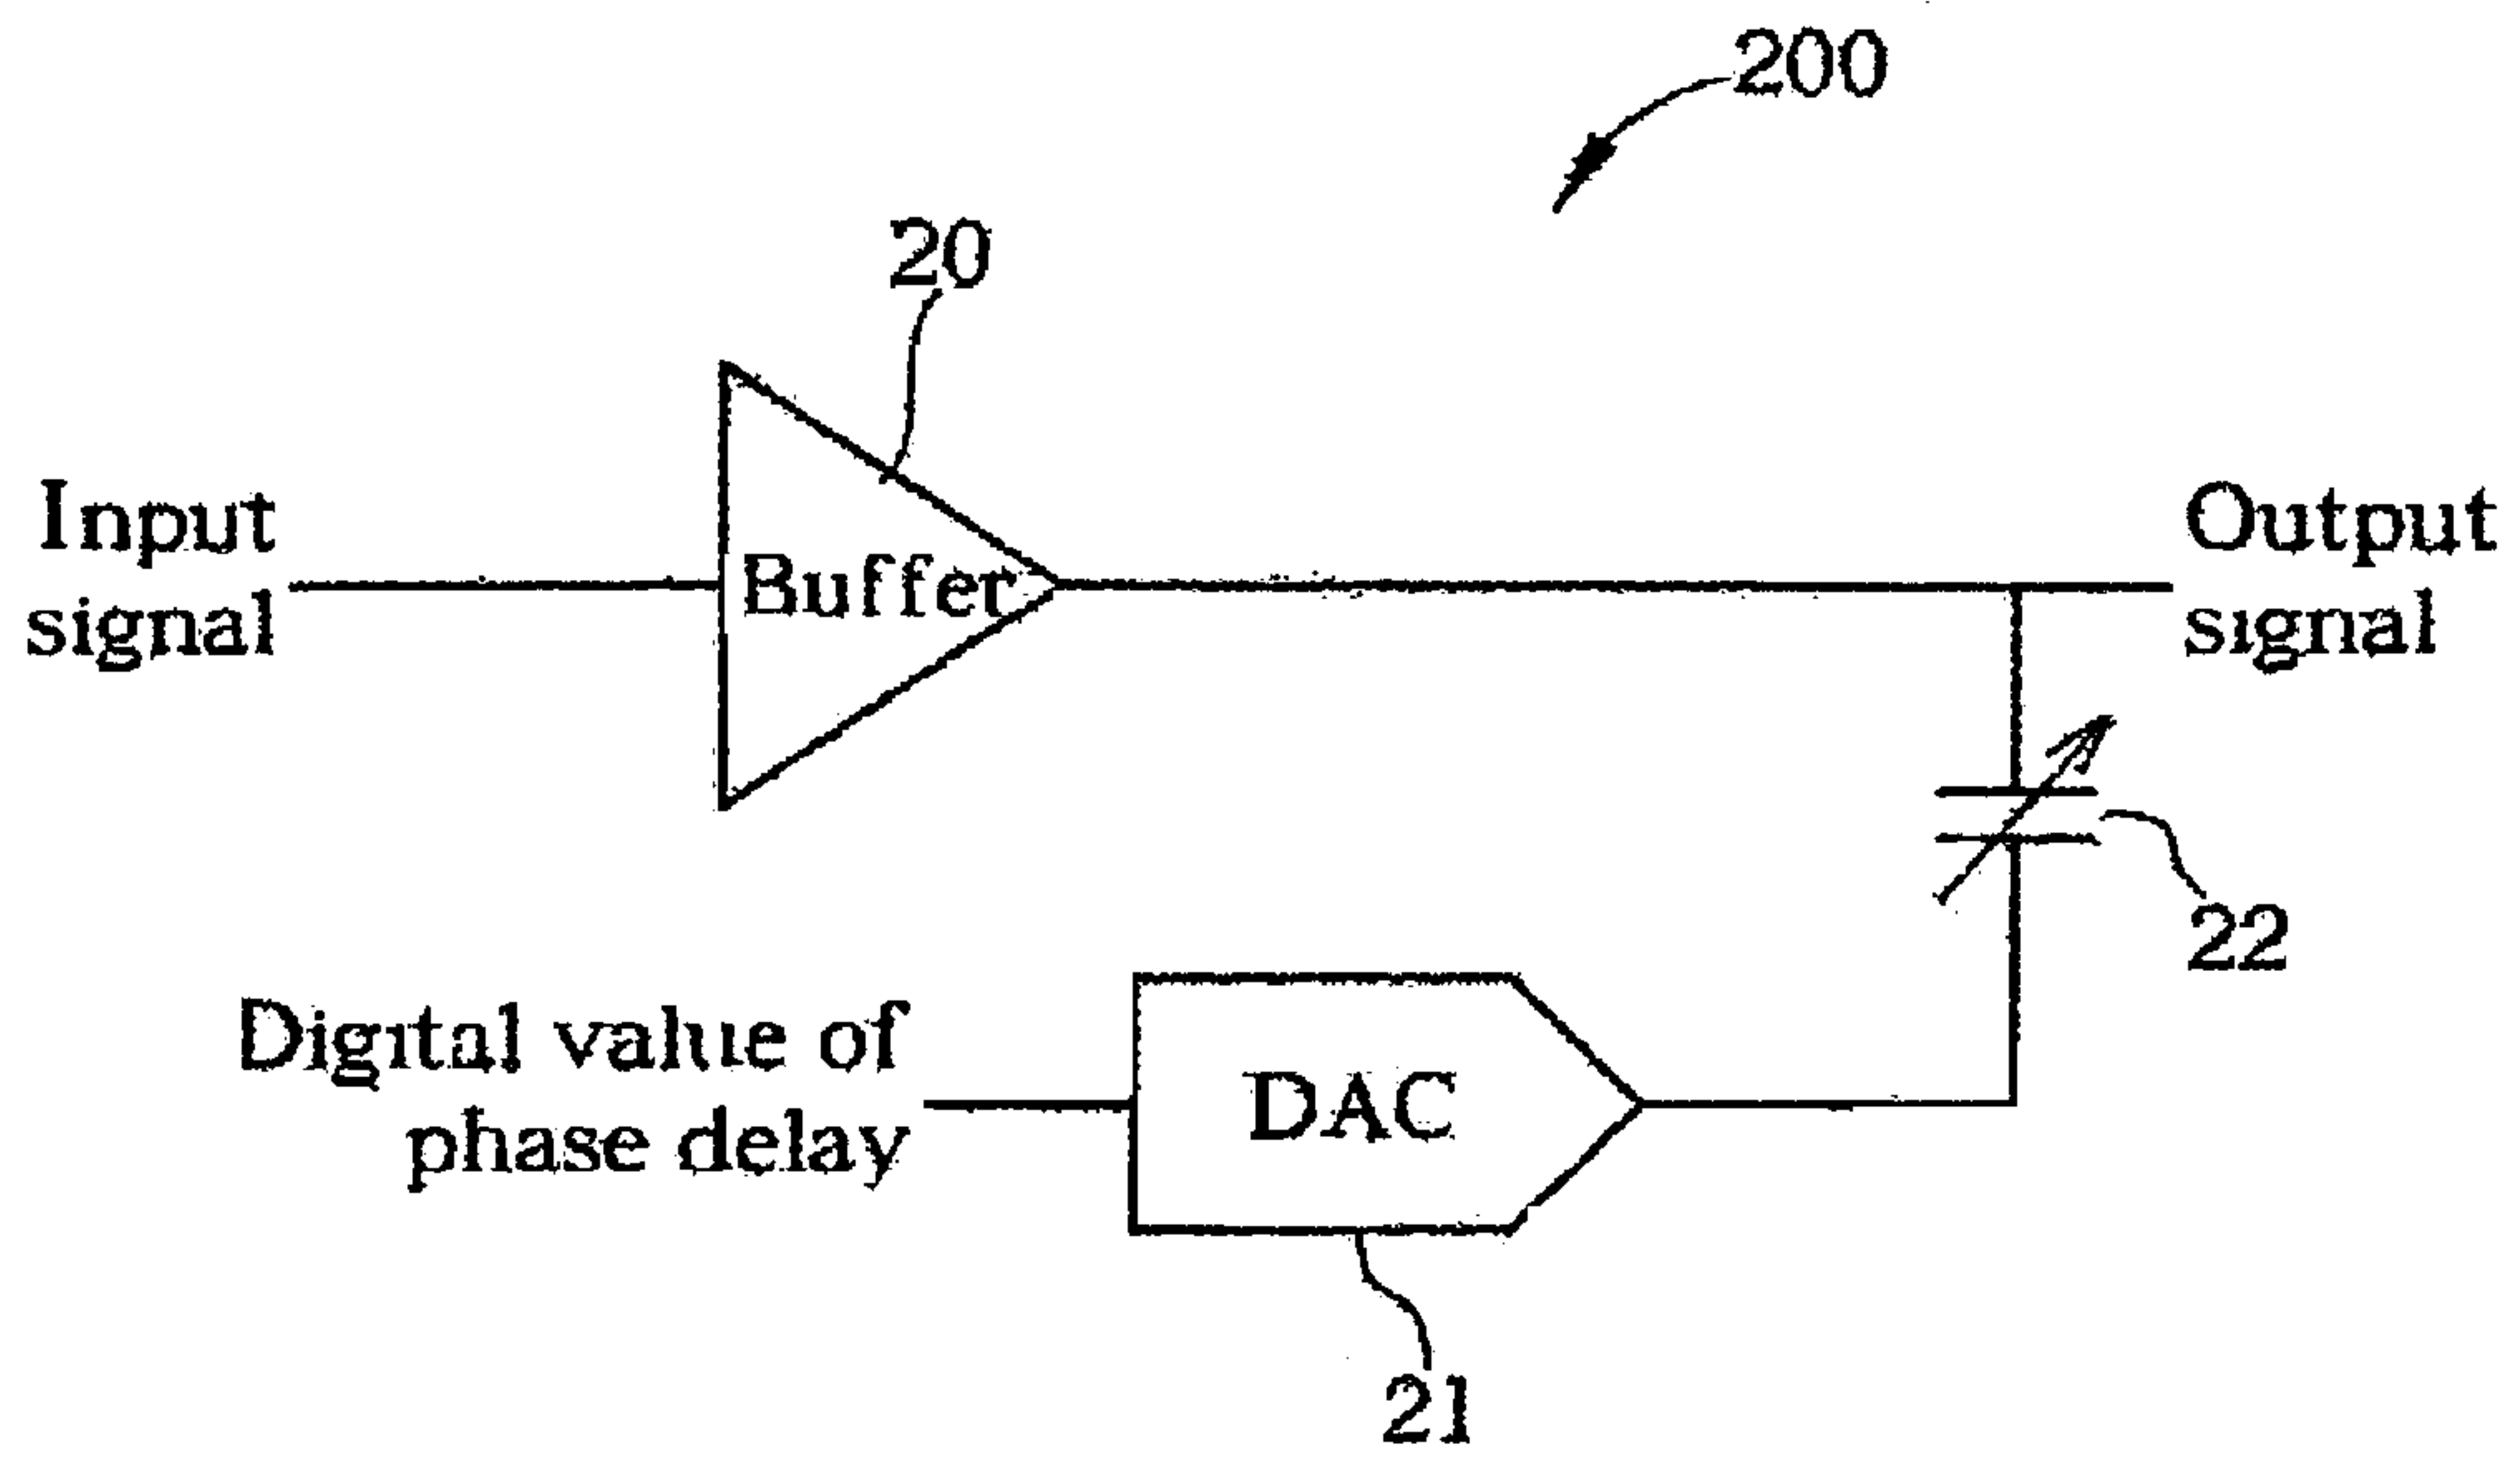 200
20
Input
signal
Buffer
Output
signal
22
Digital value of
phase delay
DAC
21